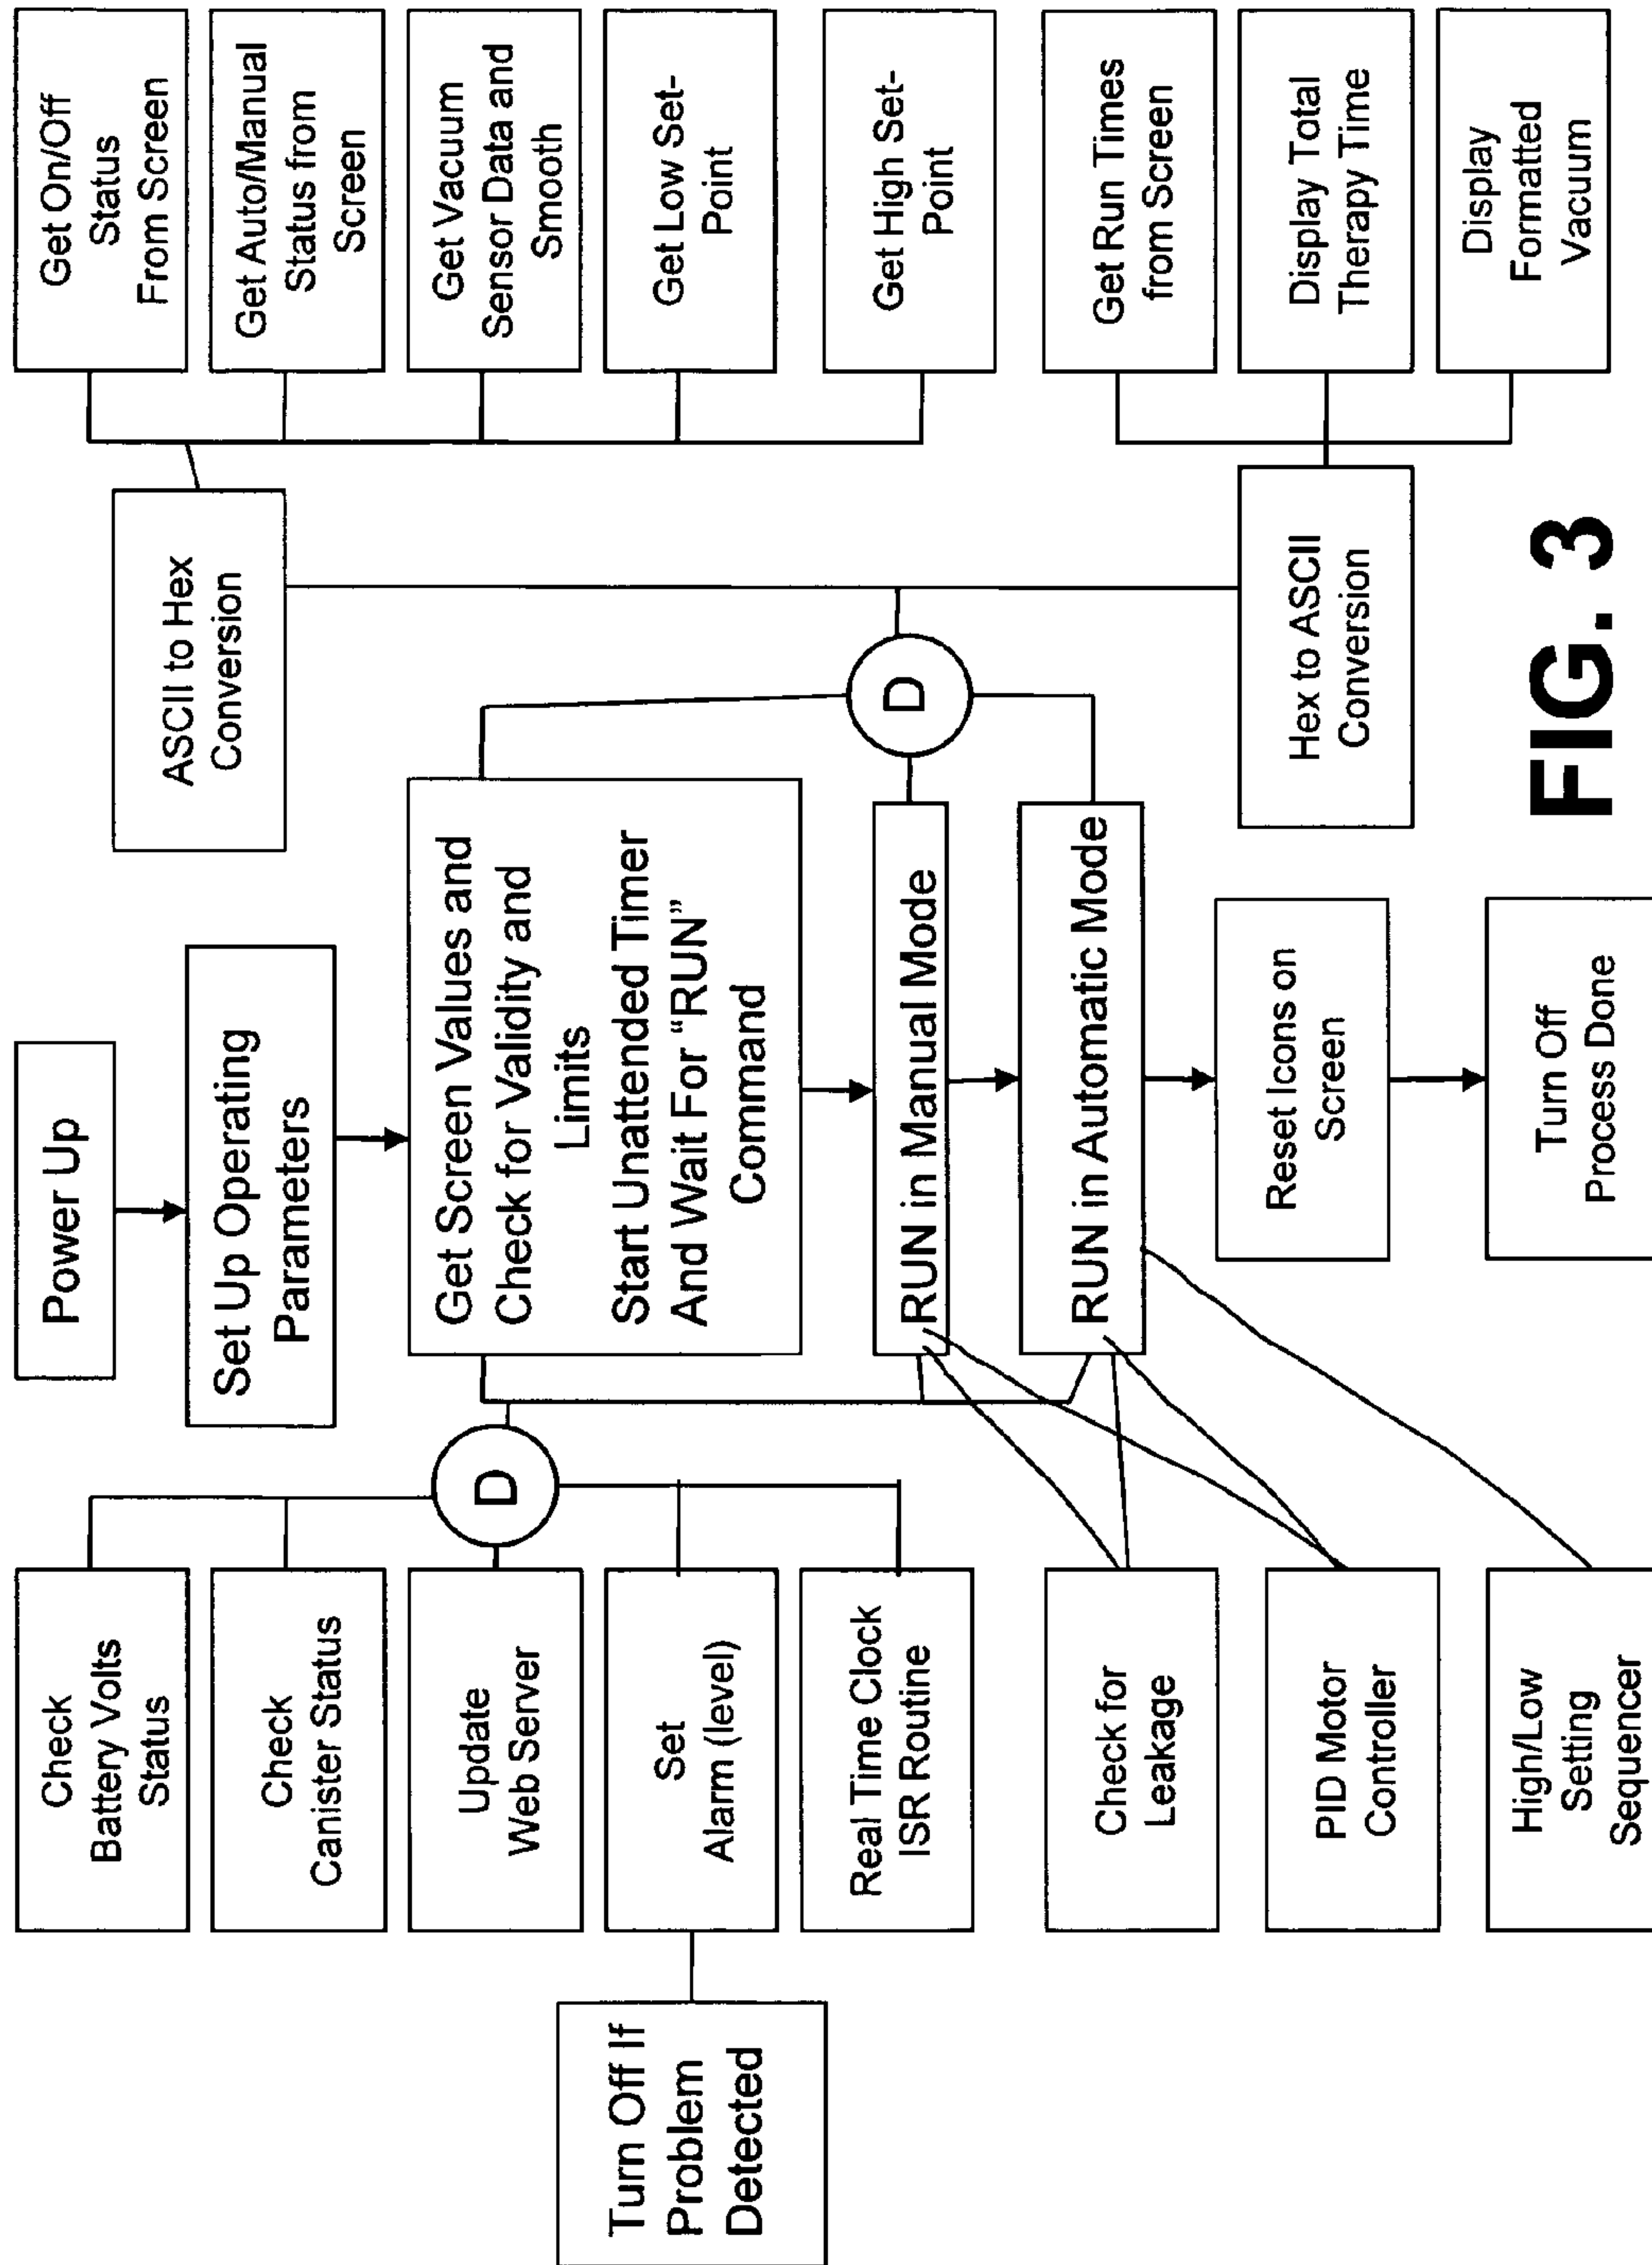 Power Up
Set Up Operating
Parameters
Get Screen Values and
Check for Validity and
Limits
Start Unattended Timer
And Wait For “RUN”
Command
RUN in Manual Mode
RUN in Automatic Mode
Reset Icons on
Screen
Turn Off
Process Done
Check
Battery Volts
Status
Check
Canister Status
Update
Web Server
Set
Alarm (level)
Real Time Clock
ISR Routine
Check for
Leakage
PID Motor
Controller
High/Low
Setting
Sequencer
Turn Off If
Problem
Detected
D
D
ASCII to Hex
Conversion
Hex to ASCII
Conversion
Get On/Off
Status
From Screen
Get Auto/Manual
Status from
Screen
Get Vacuum
Sensor Data and
Smooth
Get Low Set-
Point
Get High Set-
Point
Get Run Times
from Screen
Display Total
Therapy Time
Display
Formatted
Vacuum
FIG. 3